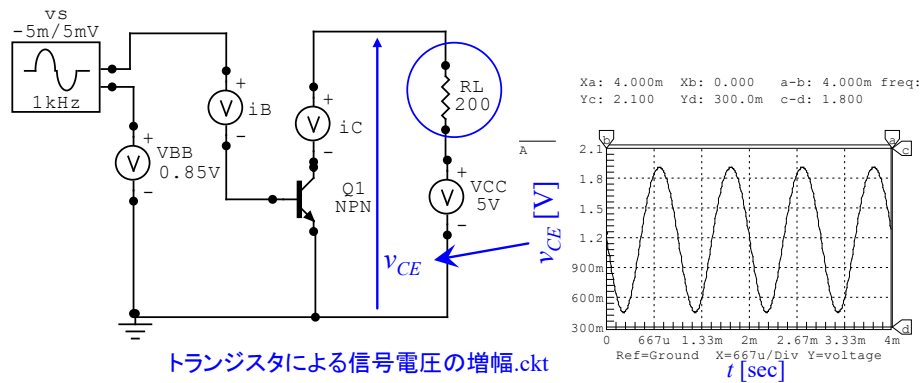 vs
-5m/5mV
1kHz
VBB
0.85V
iB
iC
Q1
NPN
RL
200
VCC
5V
vCE
トランジスタによる信号電圧の増幅.ckt
Xa: 4.000m Xb: 0.000 a-b: 4.000m freq:
Yc: 2.100 Yd: 300.0m c-d: 1.800
A
b
a
c
d
vCE [V]
2.1
1.8
1.5
1.2
900m
600m
300m
0 667u 1.33m 2m 2.67m 3.33m 4m
Ref=Ground X=667u/Div Y=voltage
t [sec]